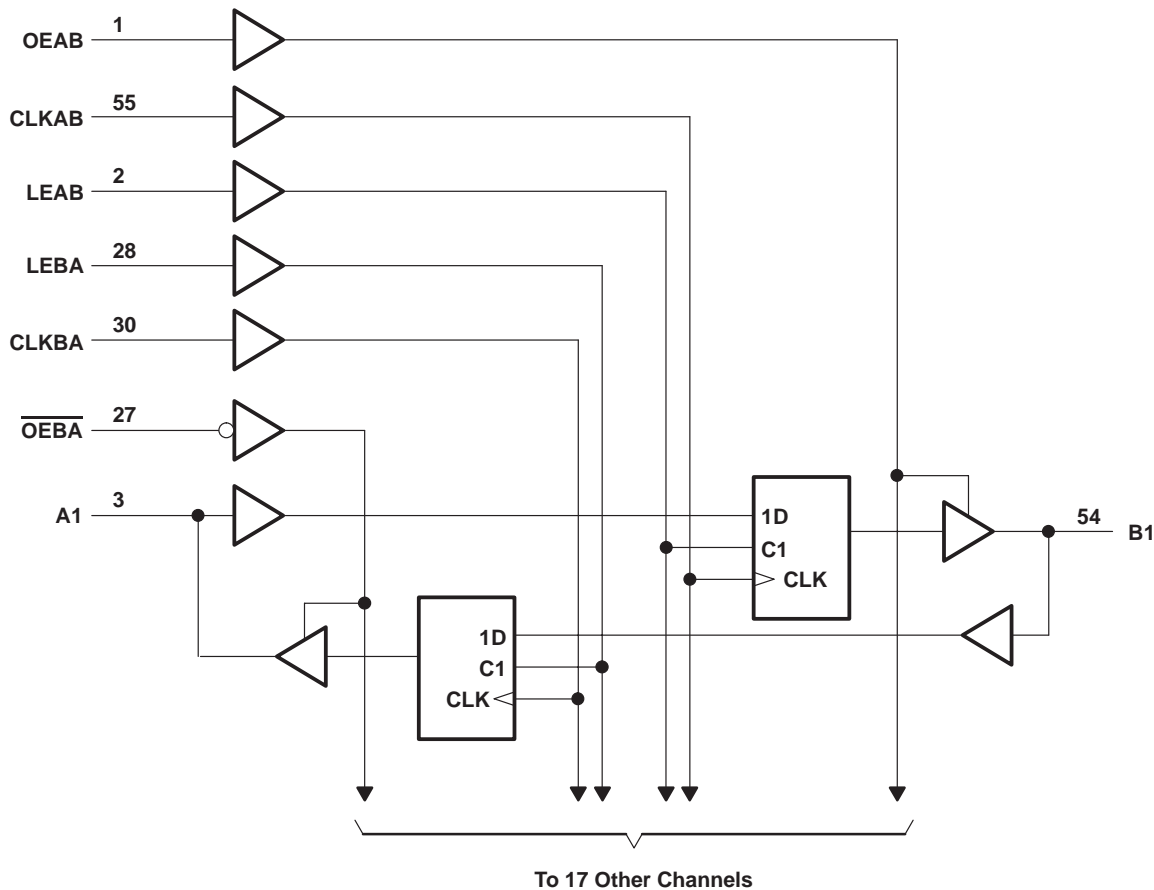 OEAB 1
CLKAB 55
LEAB 2
LEBA 28
CLKBA 30
OEBA 27
A1 3
1D
C1
CLK
54 B1
1D
C1
CLK
To 17 Other Channels